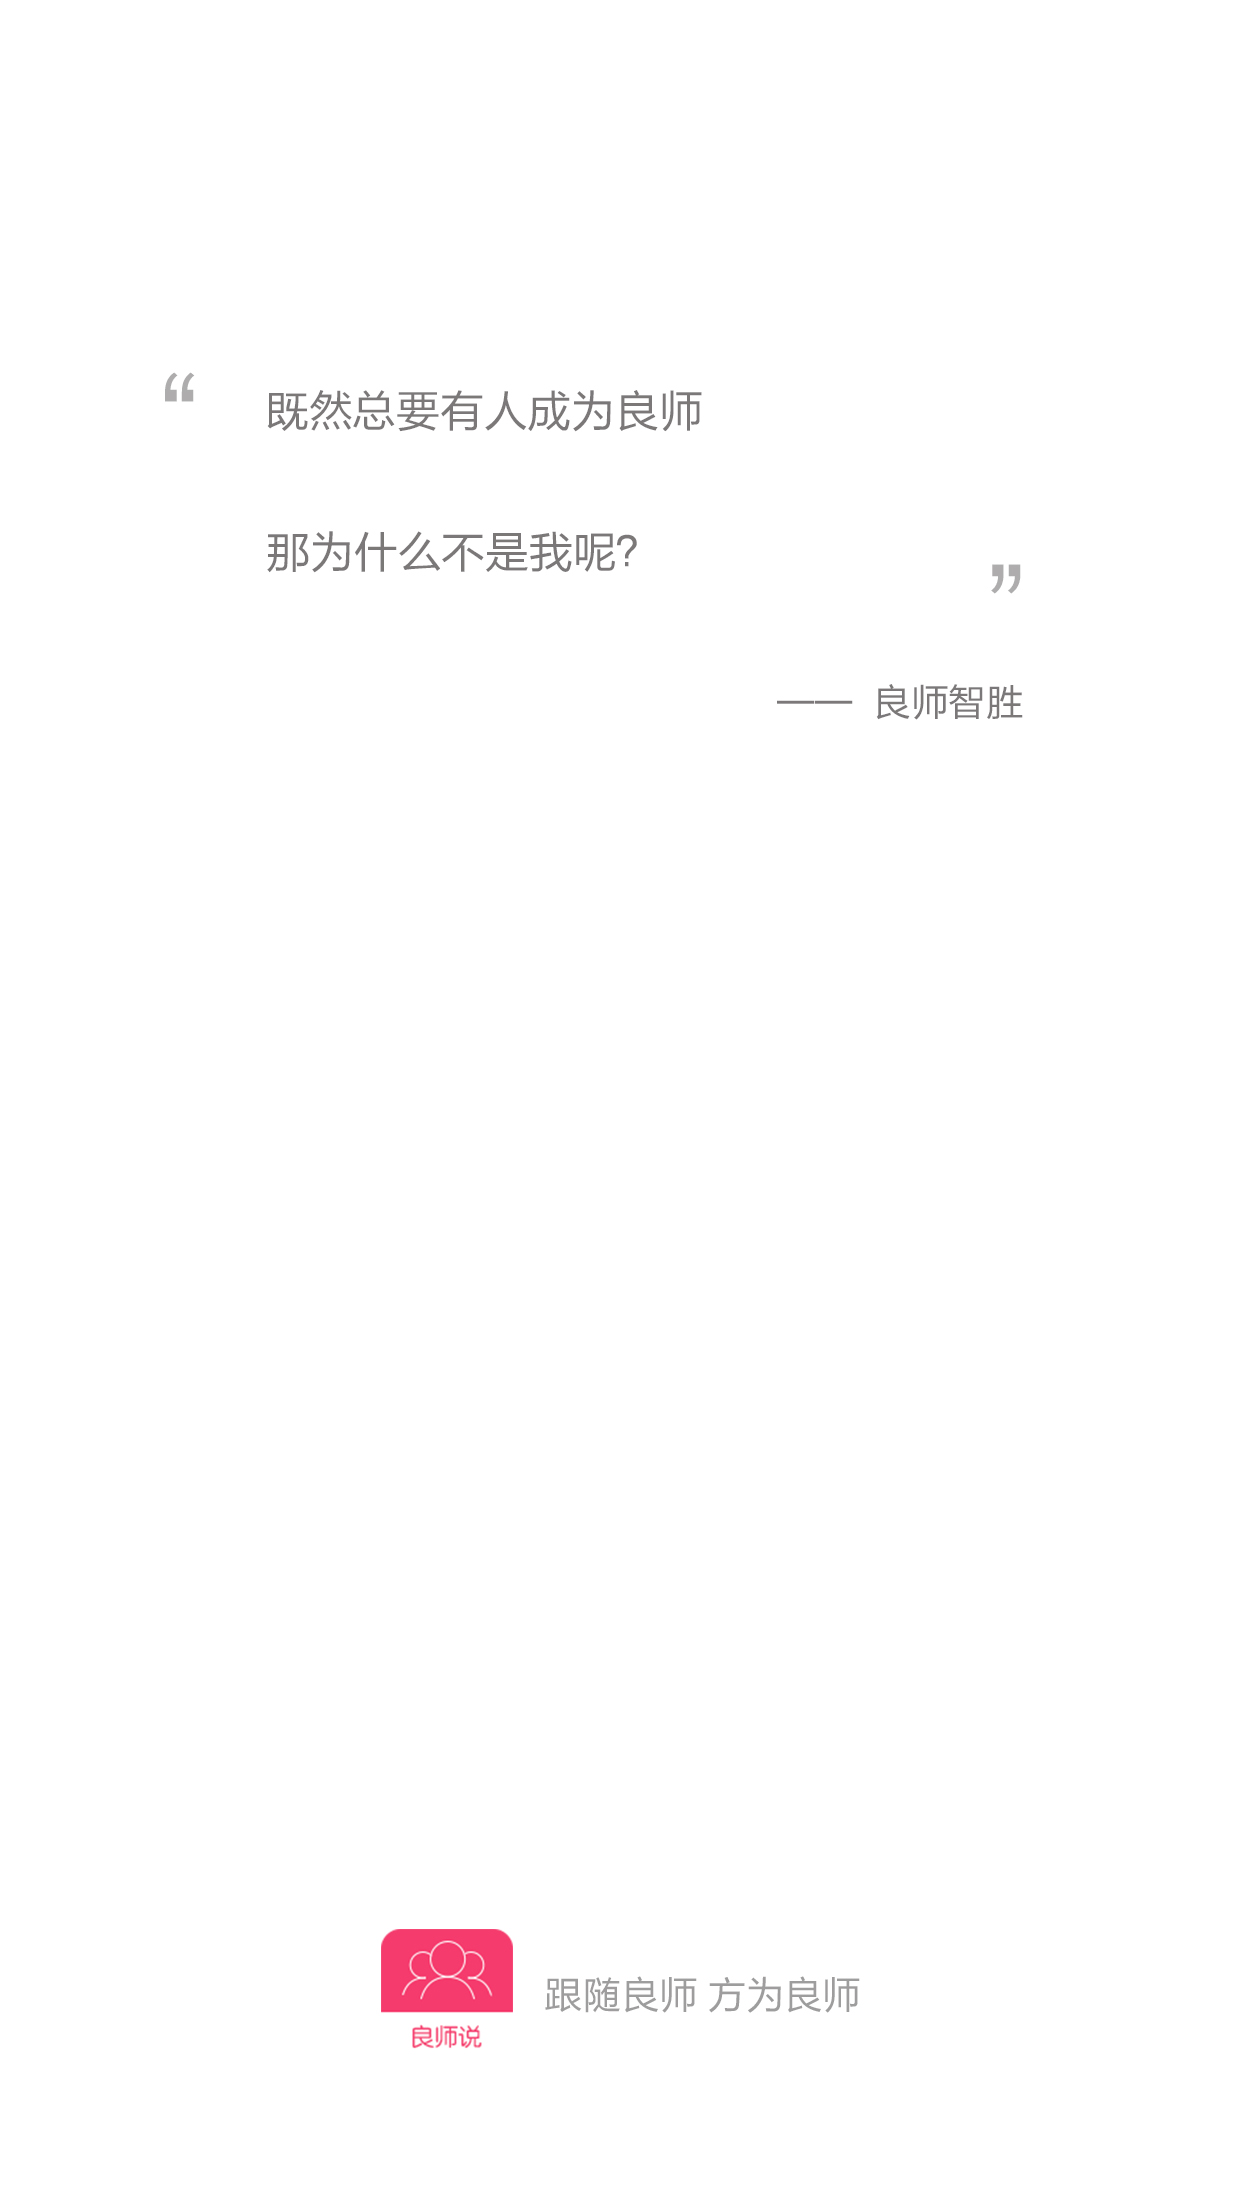 “ 既然总要有人成为良师
那为什么不是我呢? ”
—— 良师智胜
跟随良师 方为良师
良师说